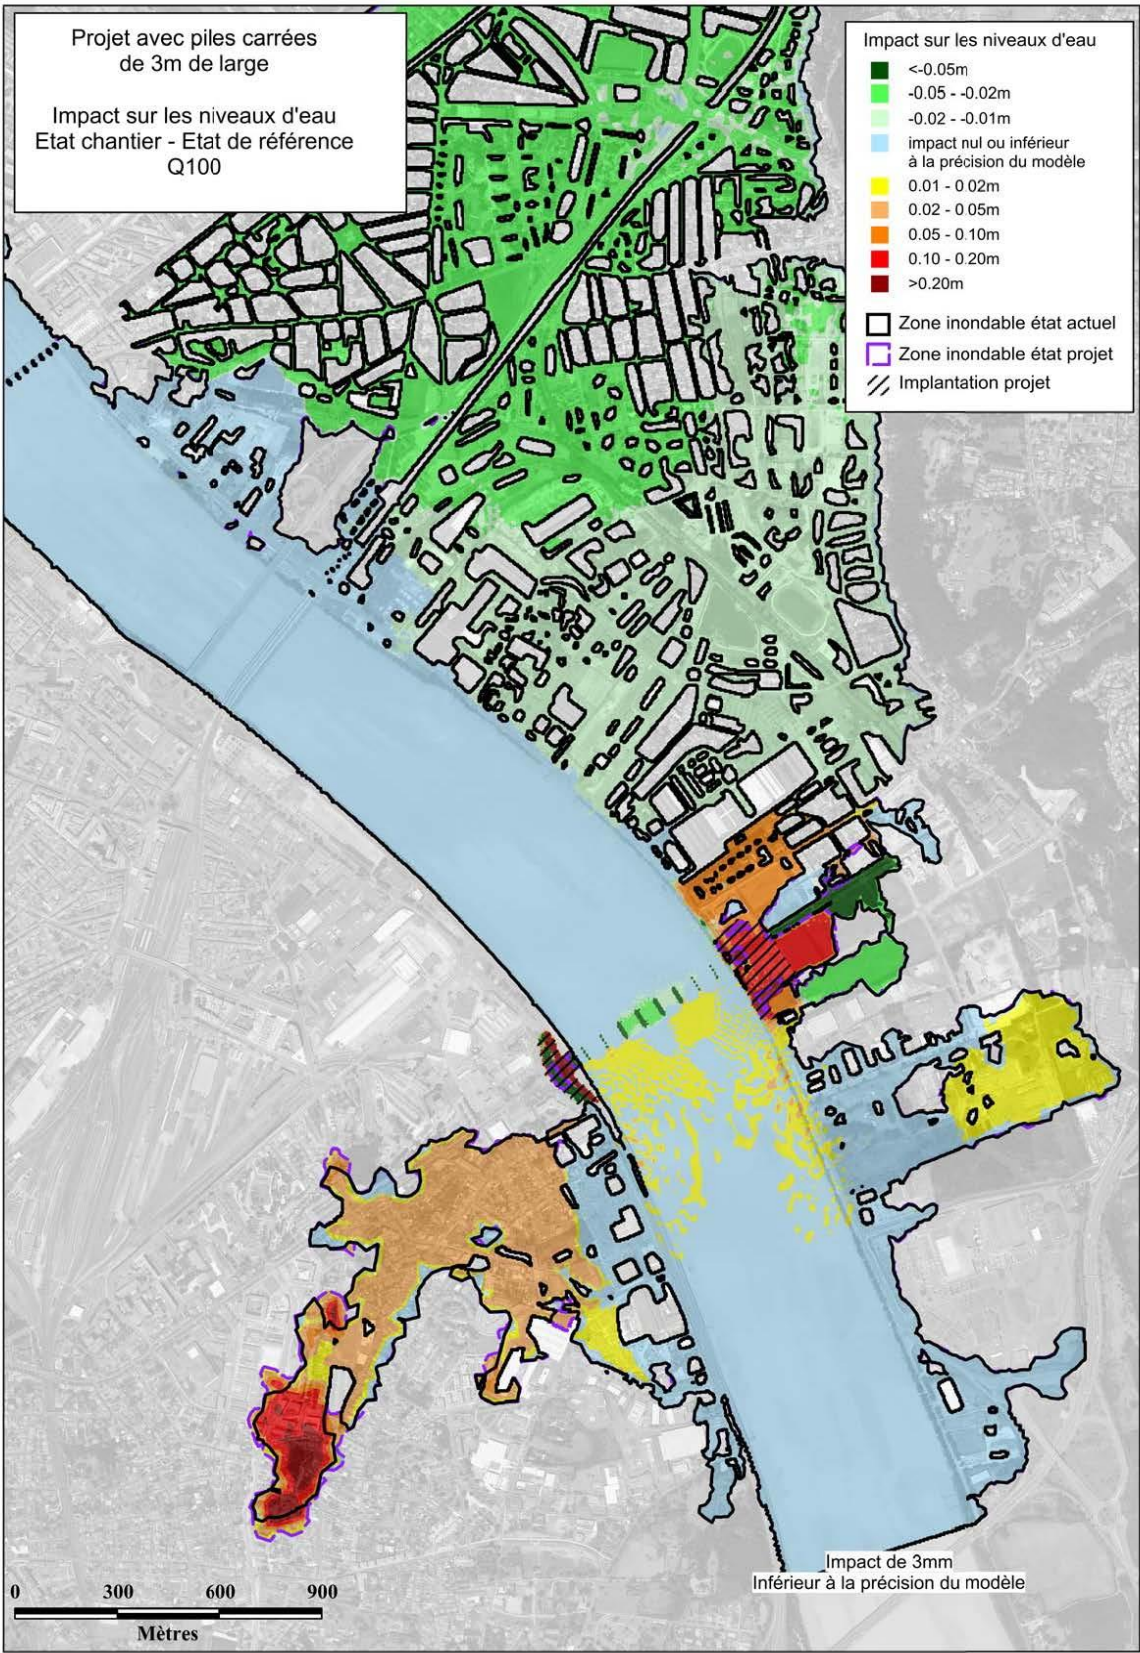 Projet avec piles carrées
de 3m de large
Impact sur les niveaux d'eau
Etat chantier - Etat de référence
Q100
Impact sur les niveaux d'eau
<-0.05m
-0.05 - -0.02m
-0.02 - -0.01m
impact nul ou inférieur
à la précision du modèle
0.01 - 0.02m
0.02 - 0.05m
0.05 - 0.10m
0.10 - 0.20m
>0.20m
Zone inondable état actuel
Zone inondable état projet
Implantation projet
Impact de 3mm
Inférieur à la précision du modèle
0 300 600 900
Mètres